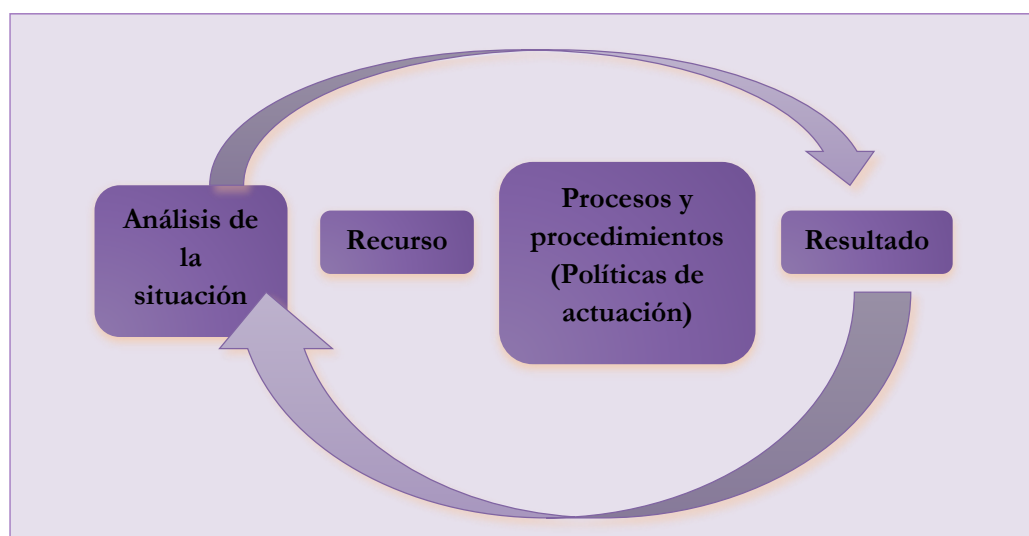 Análisis de
la
situación
Recurso
Procesos y
procedimientos
(Políticas de
actuación)
Resultado